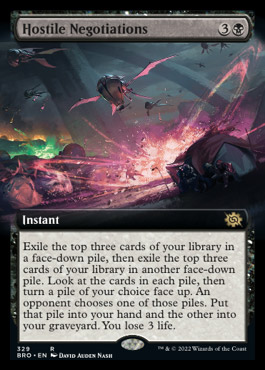 Hostile Negotiations 3
Instant
Exile the top three cards of your library
in a face-down pile, then exile the top
three cards of your library in another face-down
pile. Look at the cards in each pile, then
turn a pile of your choice face up. An
opponent chooses one of those piles. Put
that pile into your hand and the other into
your graveyard. You lose 3 life.
329 R
BRO • EN DAVID AUDEN NASH
™ & © 2022 Wizards of the Coast